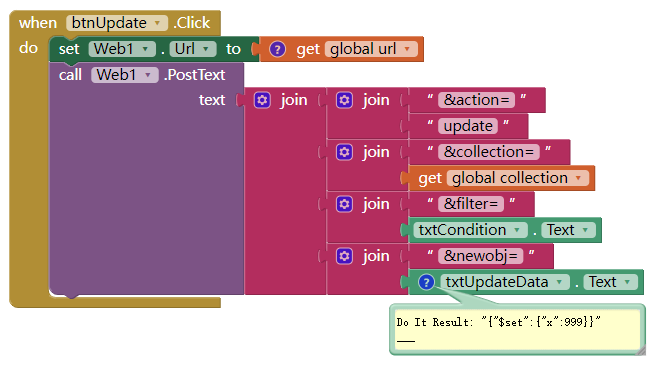 when btnUpdate .Click
do set Web1 . Url to ? get global url
call Web1 .PostText
text join join " &action= "
" update "
join " &collection= "
get global collection
join " &filter= "
txtCondition . Text
join " &newobj= "
? txtUpdateData . Text
Do It Result: "{"$set":{"x":999}}"
___